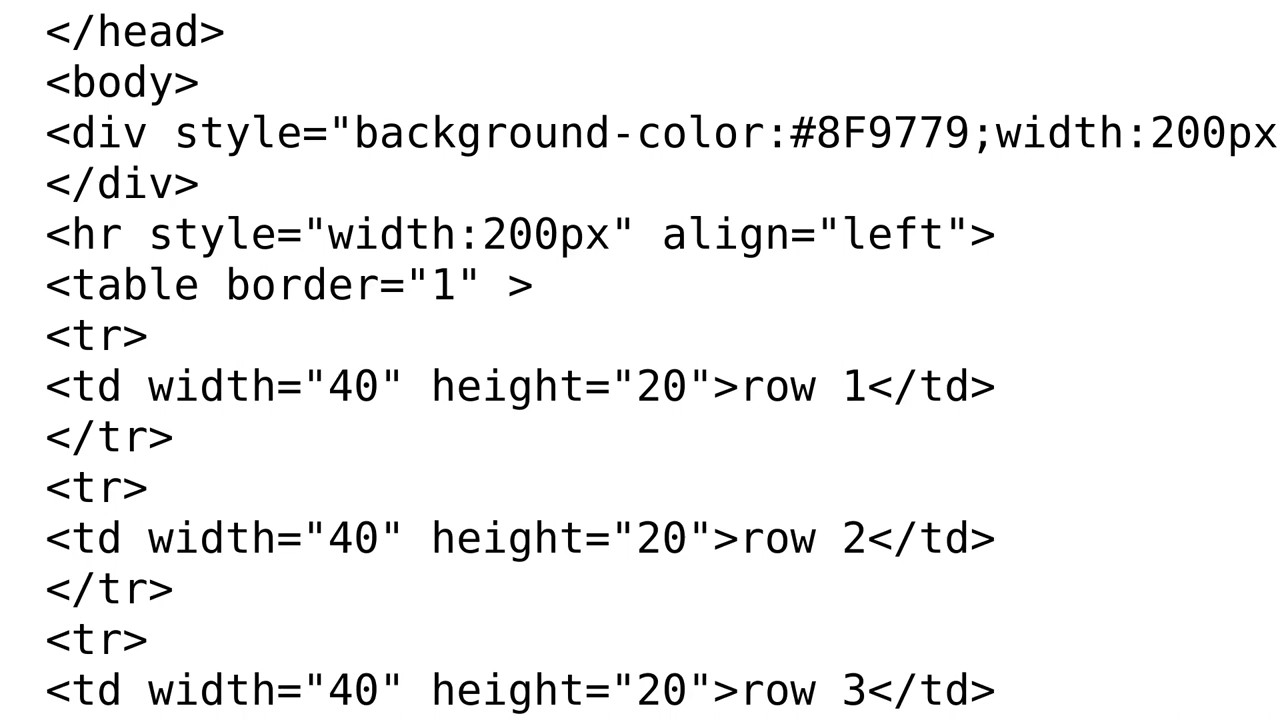 </head>
<body>
<div style="background-color:#8F9779;width:200px
</div>
<hr style="width:200px" align="left">
<table border="1" >
<tr>
<td width="40" height="20">row 1</td>
</tr>
<tr>
<td width="40" height="20">row 2</td>
</tr>
<tr>
<td width="40" height="20">row 3</td>